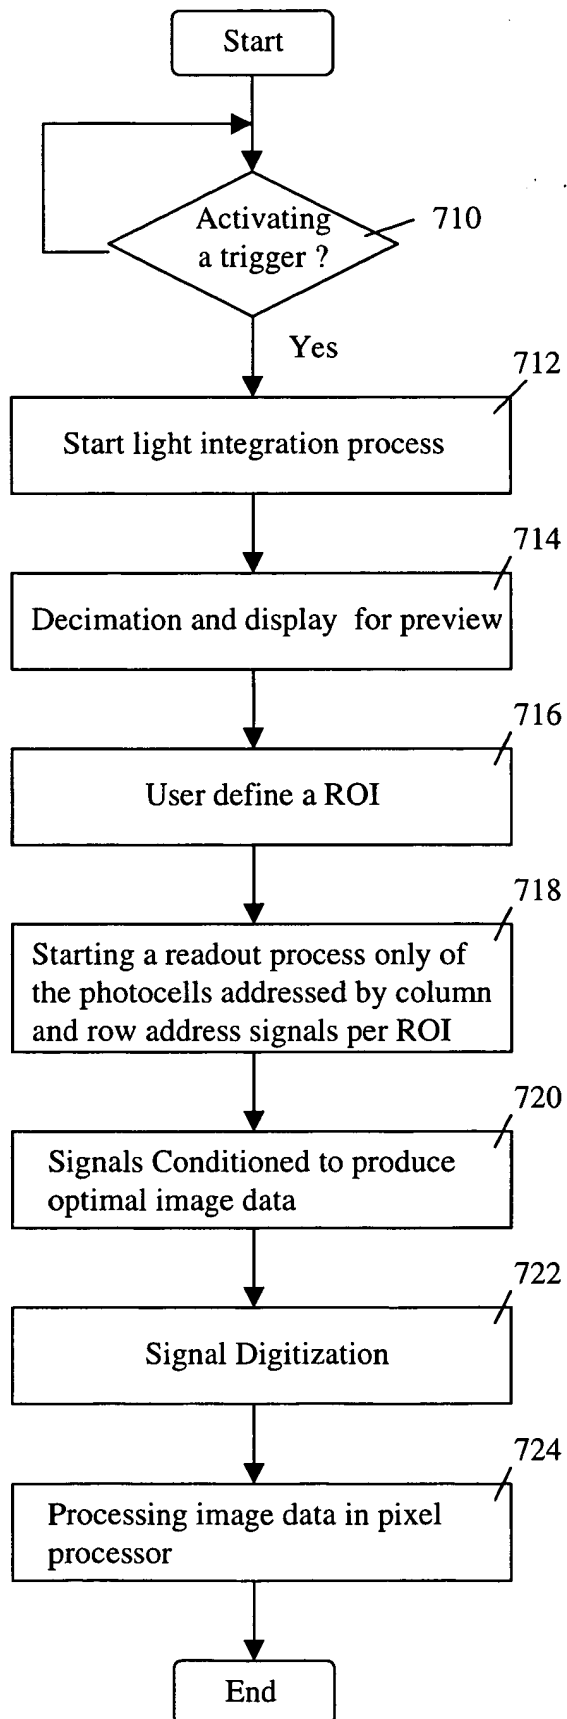 Start
Activating
a trigger ?
710
Yes
712
Start light integration process
714
Decimation and display for preview
716
User define a ROI
718
Starting a readout process only of
the photocells addressed by column
and row address signals per ROI
720
Signals Conditioned to produce
optimal image data
722
Signal Digitization
724
Processing image data in pixel
processor
End